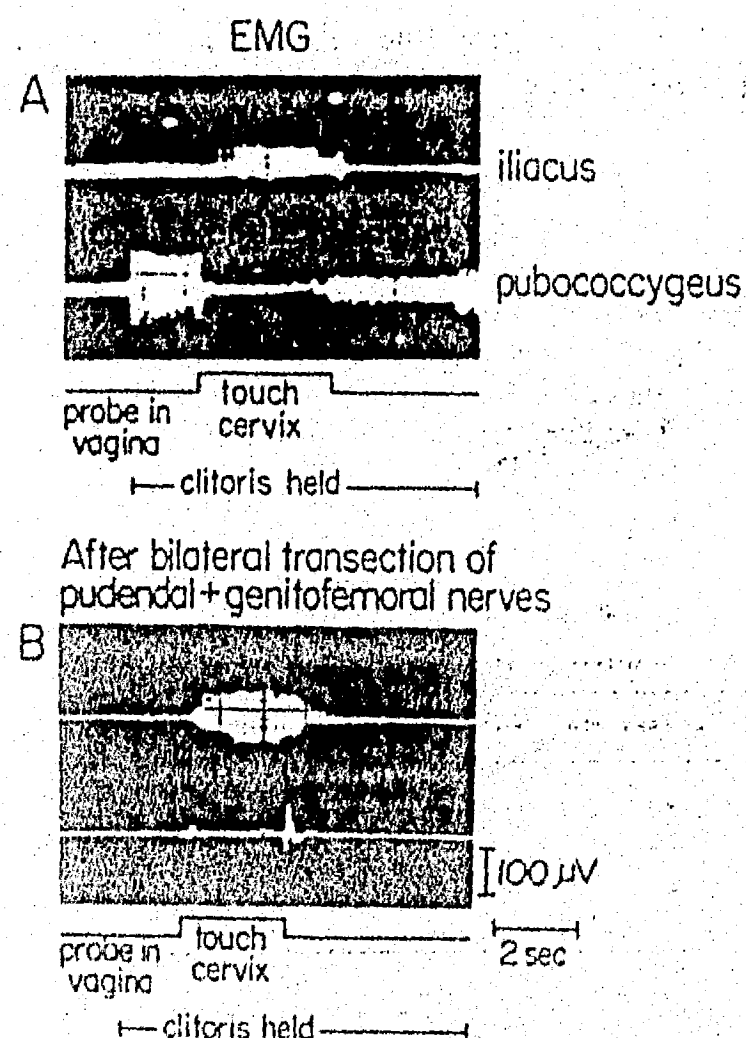 EMG
A
iliacus
pubococcygeus
probe in
vagina
touch
cervix
clitoris held
After bilateral transection of
pudendal + genitofemoral nerves
B
100 µV
2 sec
probe in
vagina
touch
cervix
clitoris held